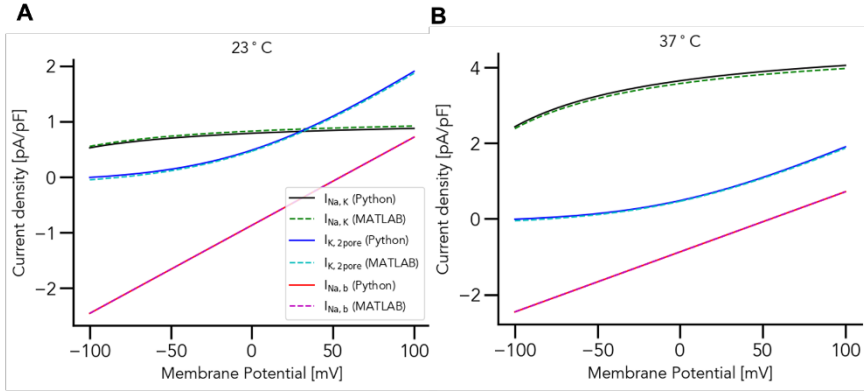 A
B
23°C
37°C
Current density [pA/pF]
2
1
0
−1
−2
I_Na, K (Python)
I_Na, K (MATLAB)
I_K, 2pore (Python)
I_K, 2pore (MATLAB)
I_Na, b (Python)
I_Na, b (MATLAB)
−100
−50
0
50
100
Membrane Potential [mV]
Current density [pA/pF]
4
2
0
−2
−100
−50
0
50
100
Membrane Potential [mV]